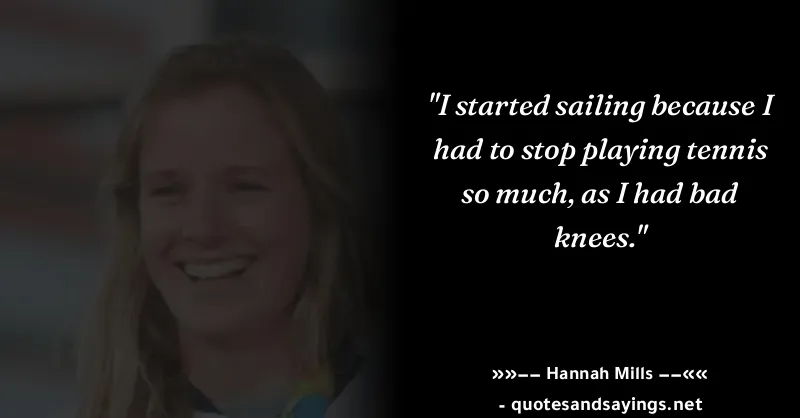 "I started sailing because I
had to stop playing tennis
so much, as I had bad
knees."
»»−− Hannah Mills −−««
- quotesandsayings.net